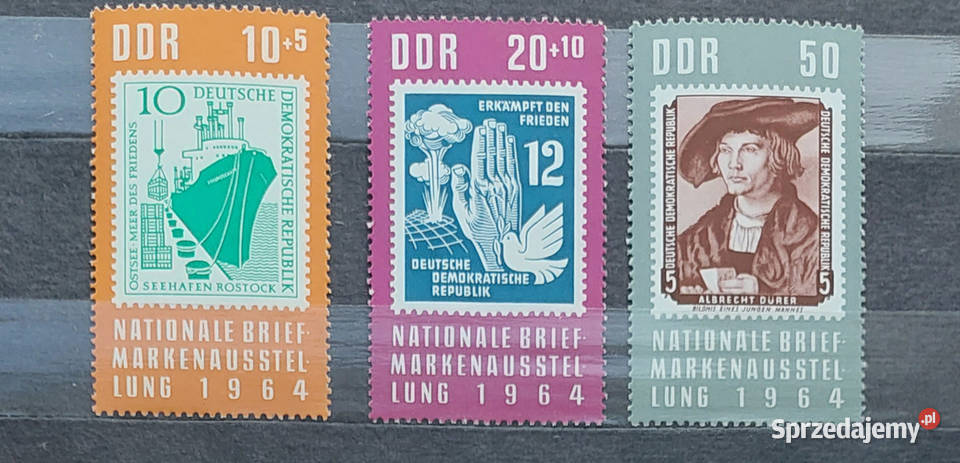 DDR 10+5
10 DEUTSCHE
DEMOKRATISCHE REPUBLIK
OSTSEE-MEER DES FRIEDENS
SEEHAFEN ROSTOCK
NATIONALE BRIEF-
MARKENAUSSTEL-
LUNG 1964
DDR 20+10
ERKÄMPFT DEN
FRIEDEN
12
DEUTSCHE
DEMOKRATISCHE
REPUBLIK
NATIONALE BRIEF-
MARKENAUSSTEL-
LUNG 1964
DDR 50
DEUTSCHE DEMOKRATISCHE REPUBLIK
DEUTSCHE DEMOKRATISCHE REPUBLIK
5 5
ALBRECHT DÜRER
BILDNIS EINES JUNGEN MANNES
NATIONALE BRIEF-
MARKENAUSSTEL-
LUNG 1964
Sprzedajemy.pl